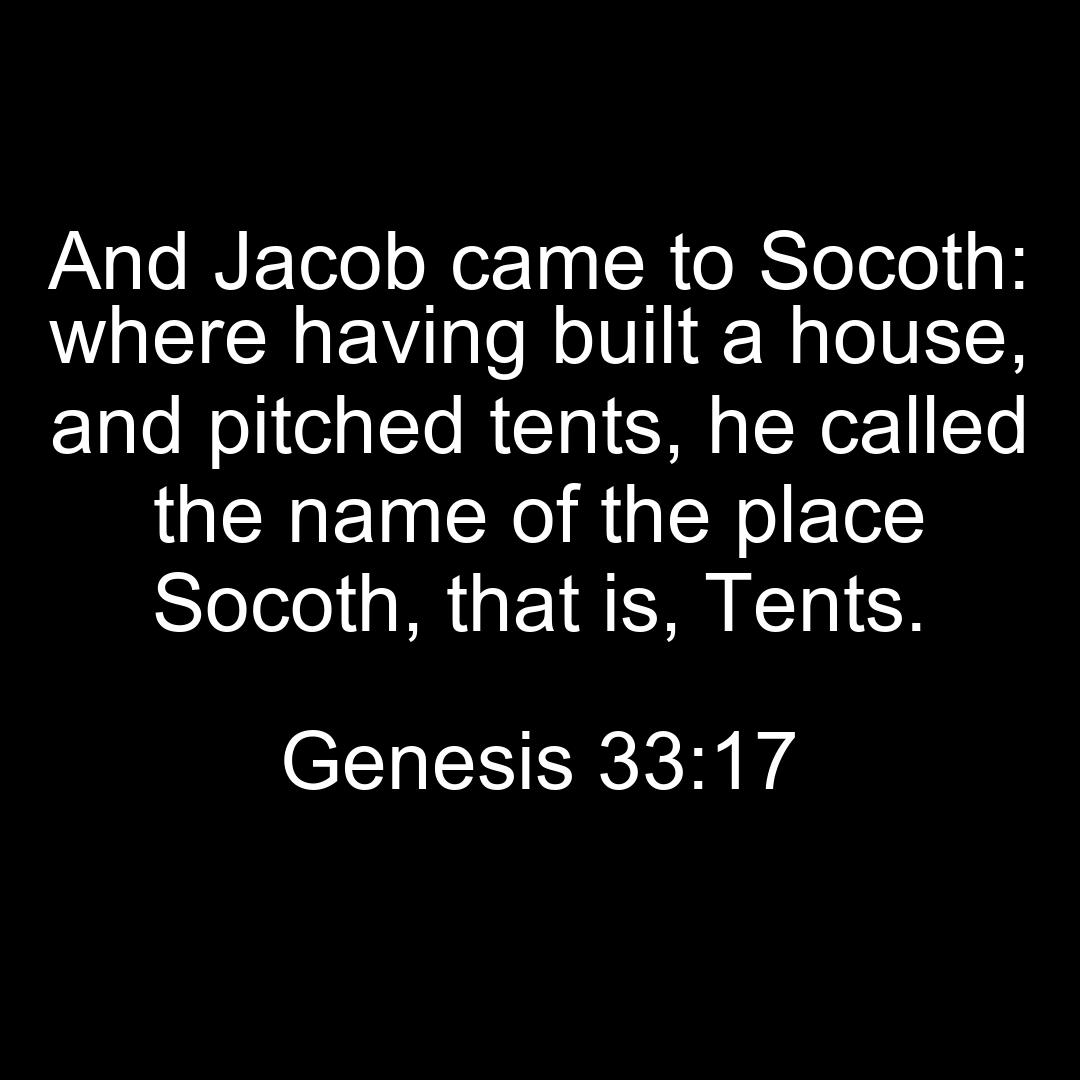 And Jacob came to Socoth:
where having built a house,
and pitched tents, he called
the name of the place
Socoth, that is, Tents.
Genesis 33:17